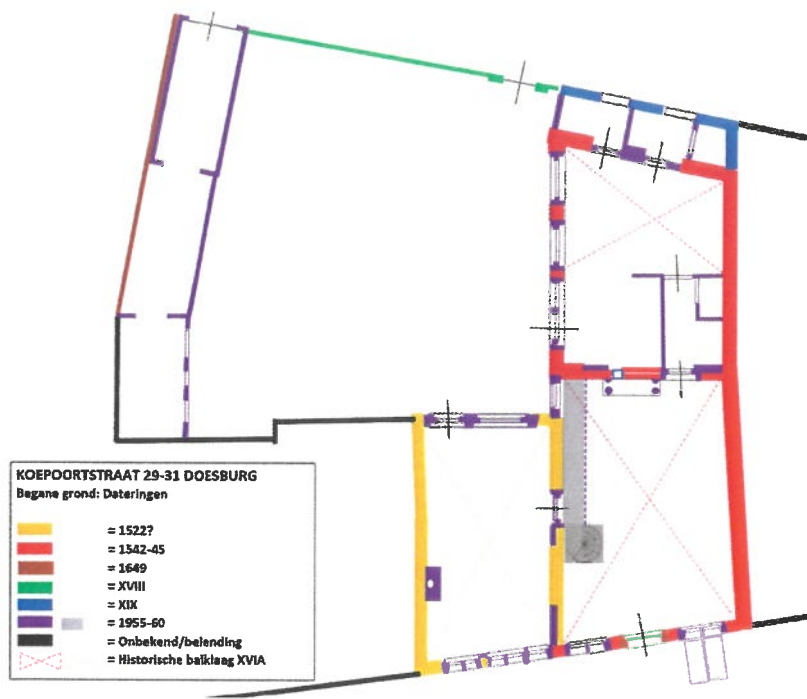 KOEPOORTSTRAAT 29-31 DOESBURG
Begane grond: Dateringen
= 1522?
= 1542-45
= 1649
= XVIII
= XIX
= 1955-60
= Onbekend/belending
= Historische balklaag XVIA